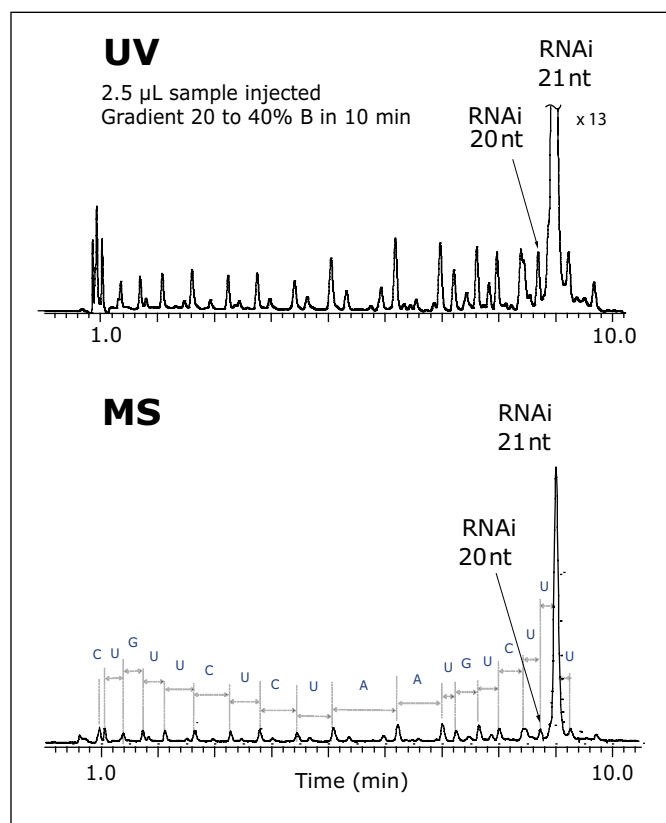 UV
2.5 µL sample injected
Gradient 20 to 40% B in 10 min
RNAi
21nt
RNAi
20nt
x 13
1.0
10.0
MS
RNAi
21nt
RNAi
20nt
C U G U U C U C U A A U G U C U U U
1.0
Time (min)
10.0